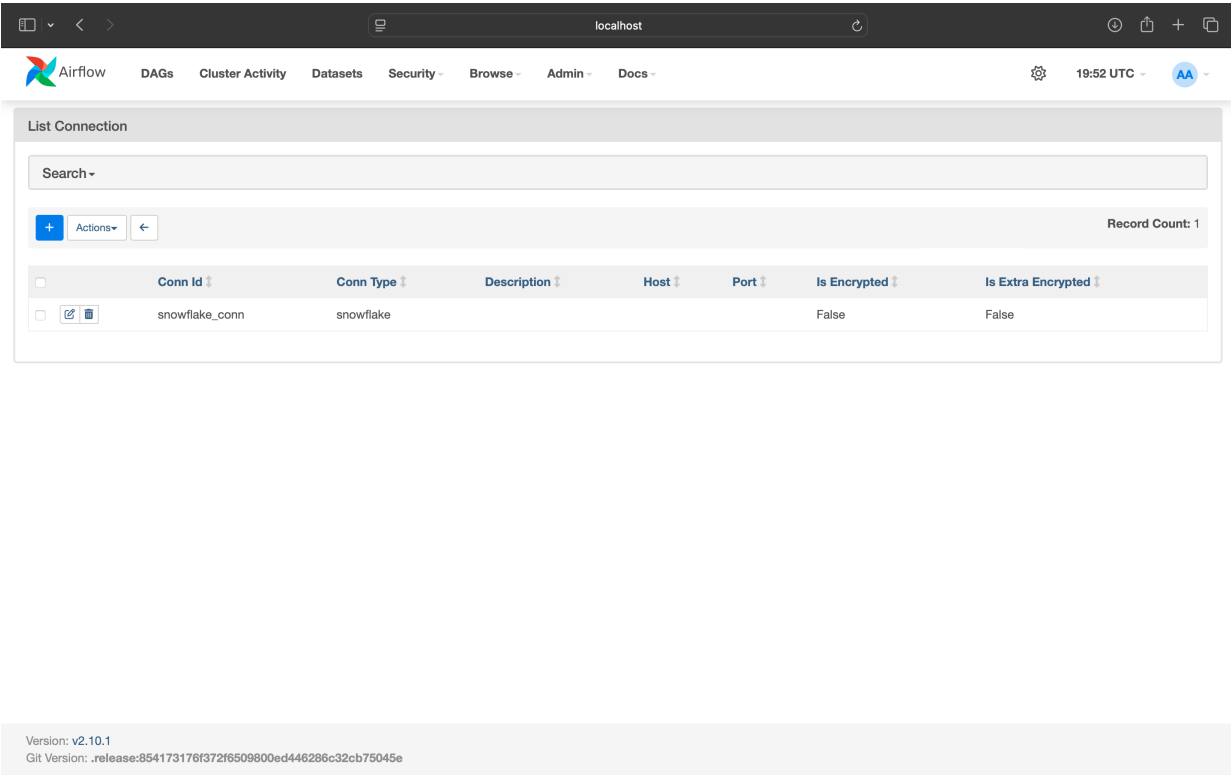 localhost
Airflow DAGs Cluster Activity Datasets Security Browse Admin Docs 19:52 UTC AA
List Connection
Search
+ Actions ← Record Count: 1
Conn Id Conn Type Description Host Port Is Encrypted Is Extra Encrypted
snowflake_conn snowflake False False
Version: v2.10.1
Git Version: .release:854173176f372f6509800ed446286c32cb75045e